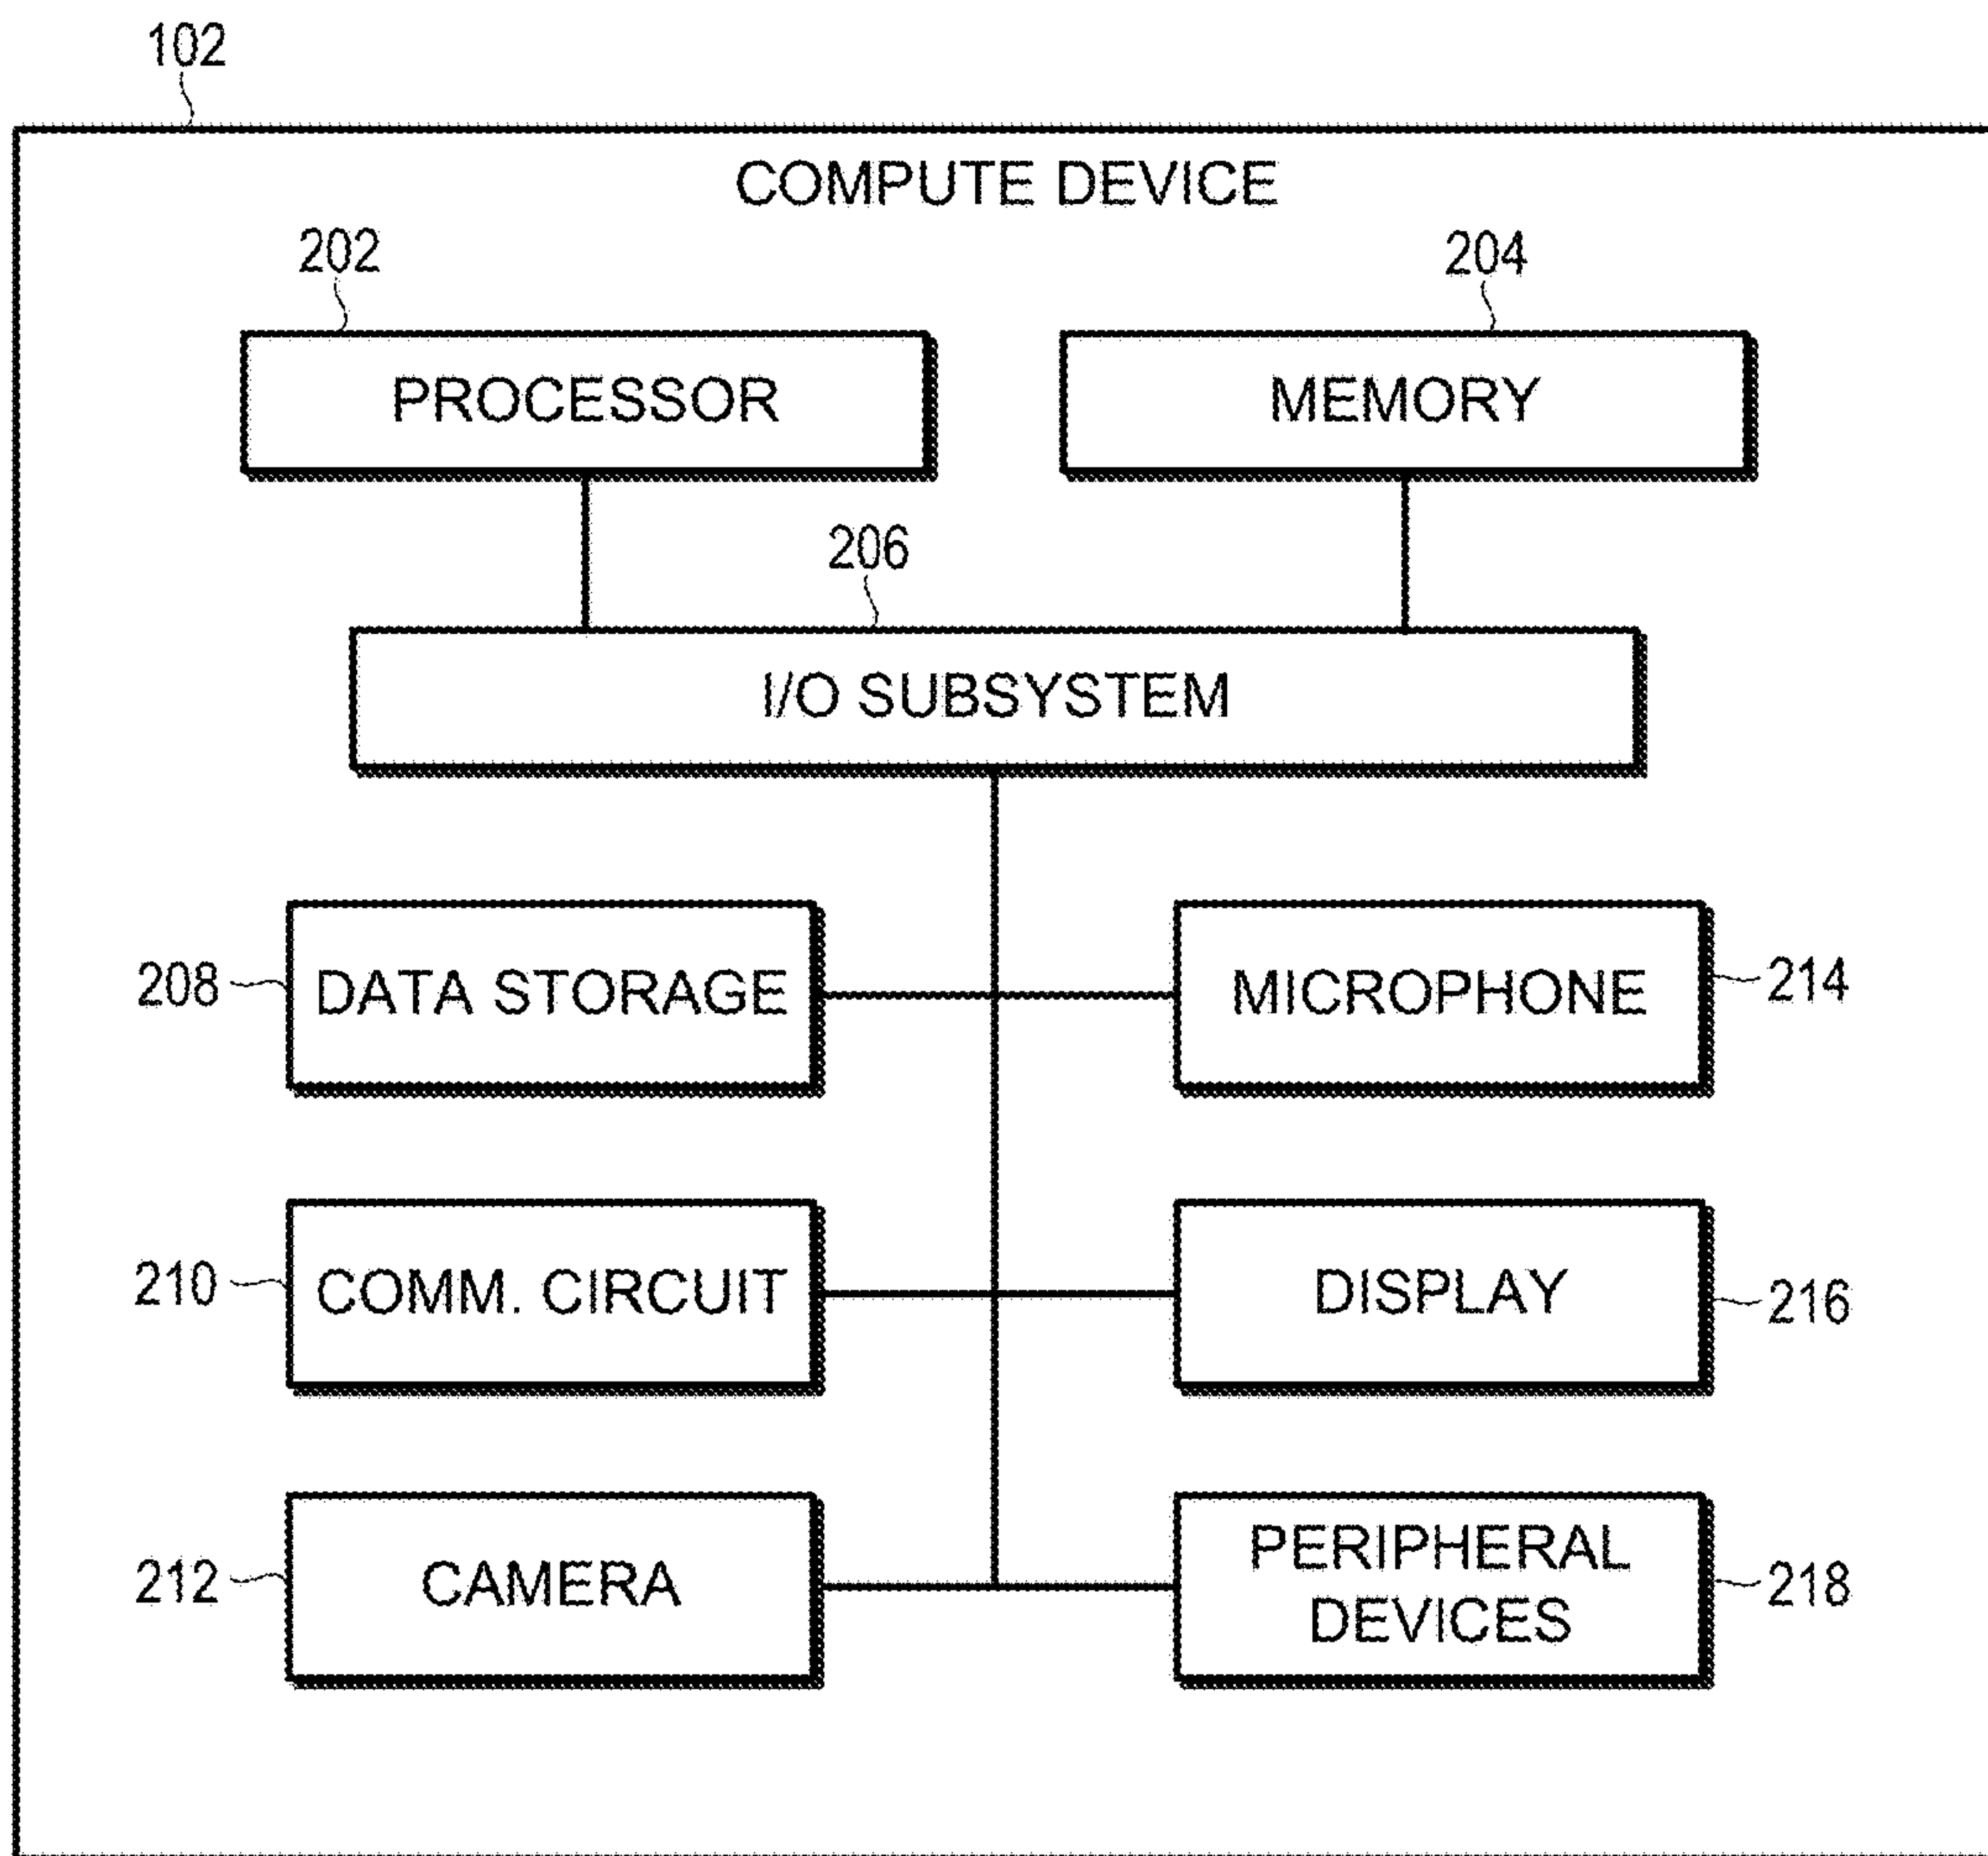 102
COMPUTE DEVICE
202
204
PROCESSOR
MEMORY
206
I/O SUBSYSTEM
208
DATA STORAGE
MICROPHONE
214
210
COMM. CIRCUIT
DISPLAY
216
212
CAMERA
PERIPHERAL
DEVICES
218